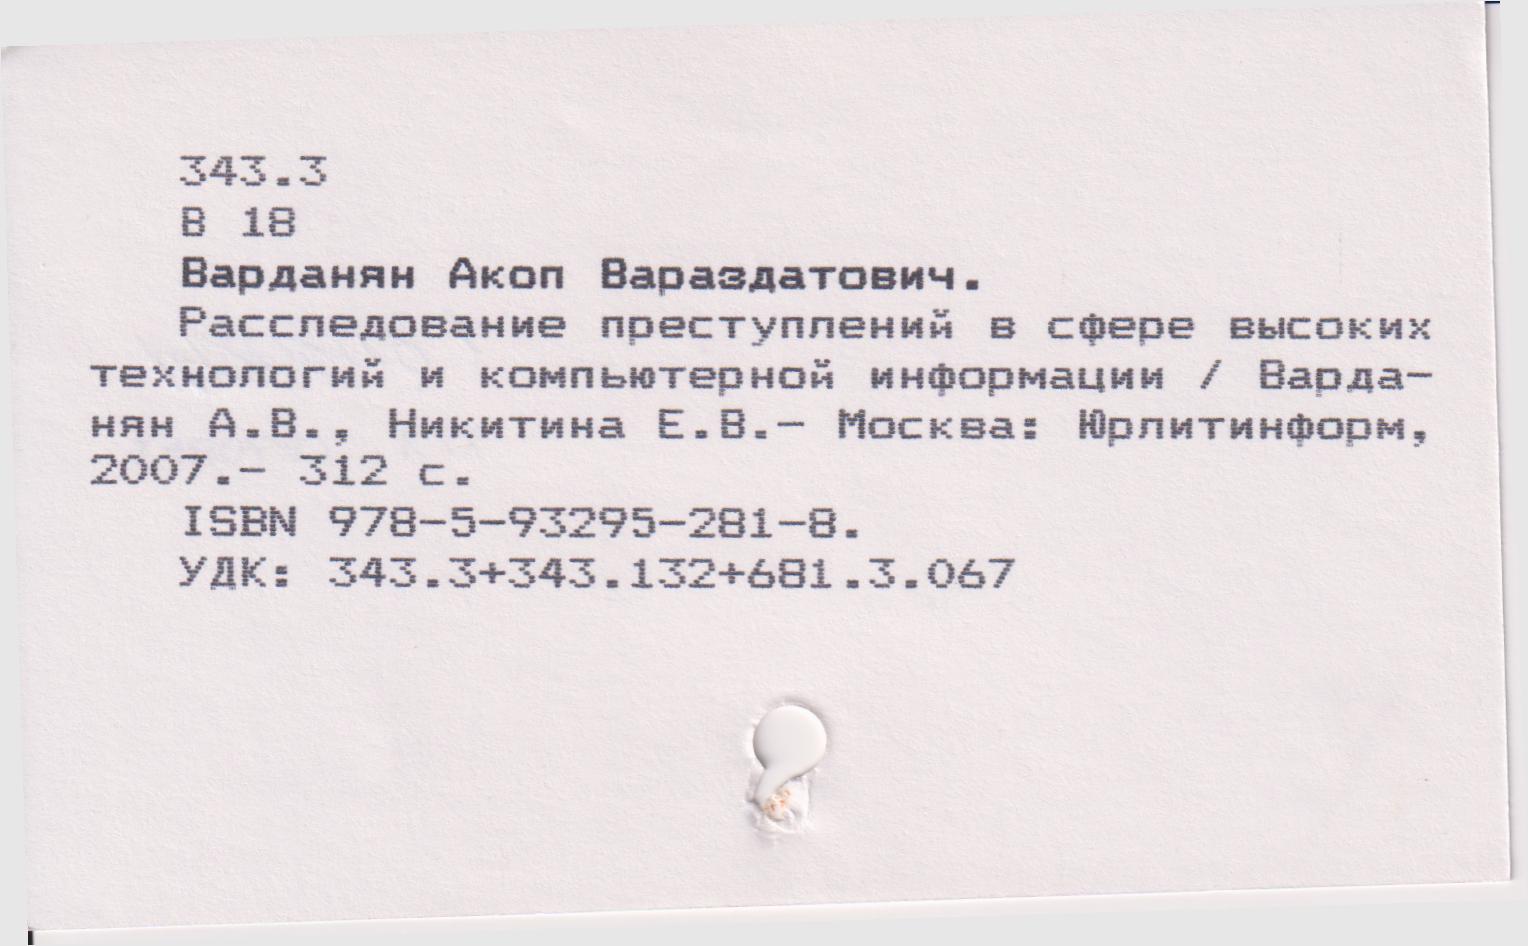 343.3
В 18
Варданян Акоп Вараздатович.
Расследование преступлений в сфере высоких
технологий и компьютерной информации / Варда-
нян А.В., Никитина Е.В.- Москва: Юрлитинформ,
2007.- 312 с.
ISBN 978-5-93295-281-8.
УДК: 343.3+343.132+681.3.067